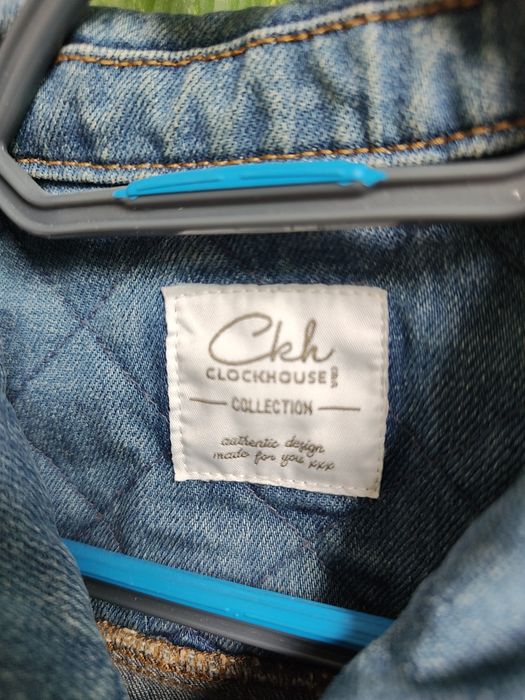 Ckh
CLOCKHOUSE
— COLLECTION —
authentic design
made for you xxx